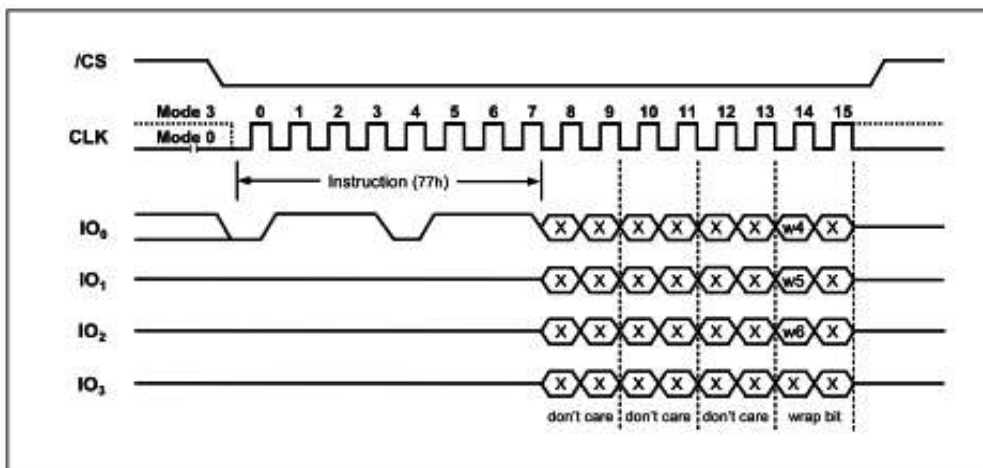 /CS
Mode 3 0 1 2 3 4 5 6 7 8 9 10 11 12 13 14 15
CLK
Mode 0
Instruction (77h)
IO0 X X X X X X w4 X
IO1 X X X X X X w5 X
IO2 X X X X X X w6 X
IO3 X X X X X X X X
don't care don't care don't care wrap bit